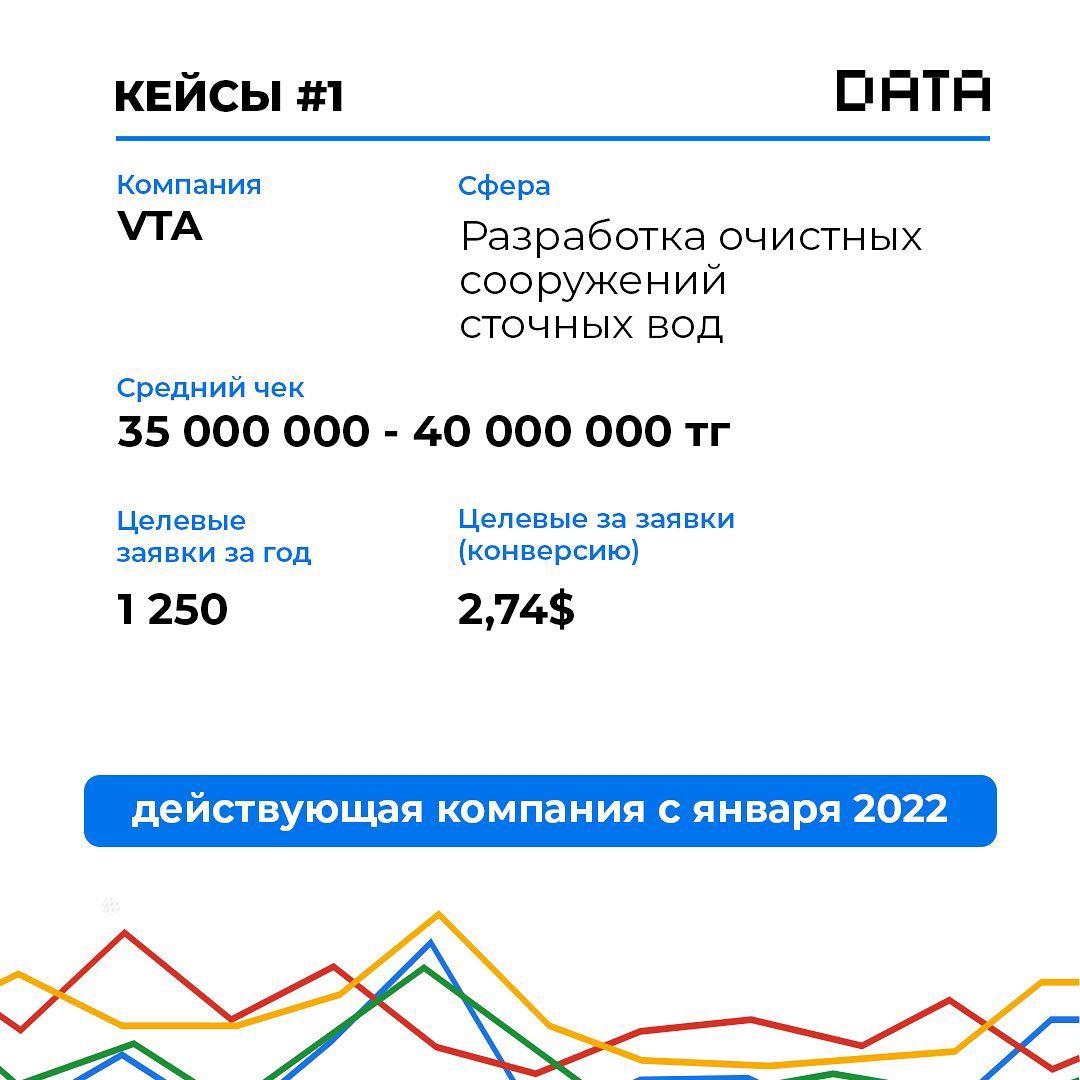 КЕЙСЫ #1
DATA
Компания
VTA
Сфера
Разработка очистных
сооружений
сточных вод
Средний чек
35 000 000 - 40 000 000 тг
Целевые
заявки за год
1 250
Целевые за заявки
(конверсию)
2,74$
действующая компания с января 2022